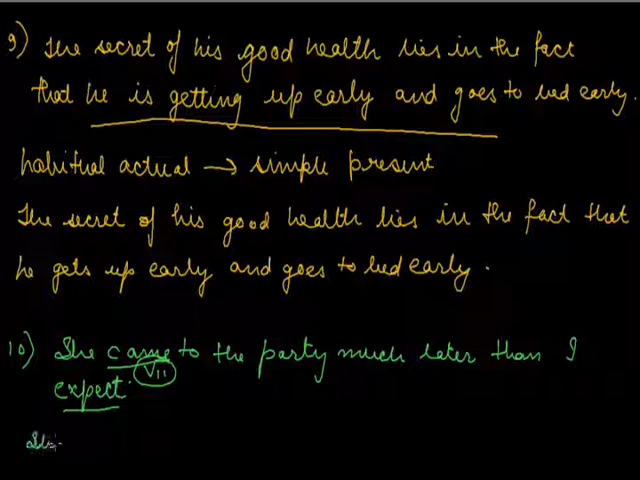 9) The secret of his good health lies in the fact
that he is getting up early and goes to bed early.
habitual actual → simple present
The secret of his good health lies in the fact that
he gets up early and goes to bed early.
10) She came to the party much later than I
VII
expect.